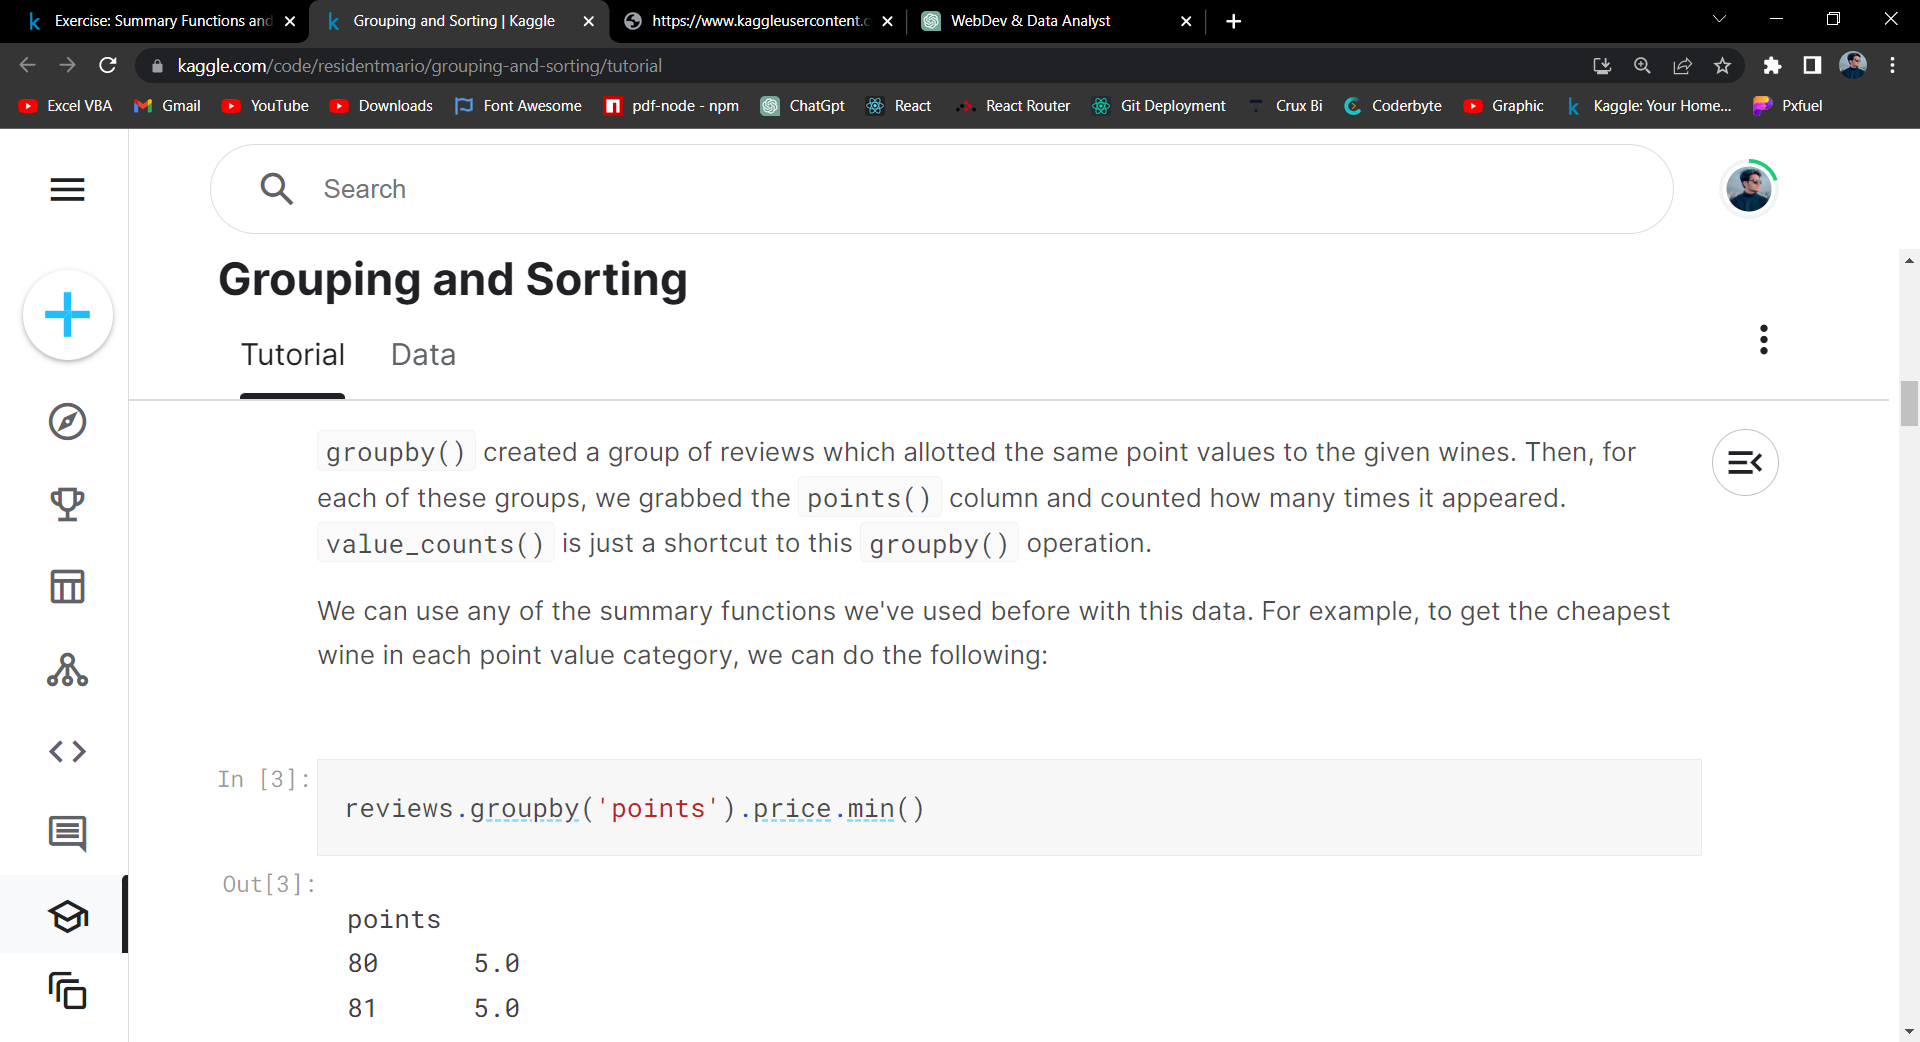 Exercise: Summary Functions and
Grouping and Sorting | Kaggle
https://www.kaggleusercontent.c
WebDev & Data Analyst
kaggle.com/code/residentmario/grouping-and-sorting/tutorial
Excel VBA
Gmail
YouTube
Downloads
Font Awesome
pdf-node - npm
ChatGpt
React
React Router
Git Deployment
Crux Bi
Coderbyte
Graphic
Kaggle: Your Home...
Pxfuel
Search
Grouping and Sorting
Tutorial
Data
groupby() created a group of reviews which allotted the same point values to the given wines. Then, for
each of these groups, we grabbed the points() column and counted how many times it appeared.
value_counts() is just a shortcut to this groupby() operation.
We can use any of the summary functions we've used before with this data. For example, to get the cheapest
wine in each point value category, we can do the following:
In [3]:
reviews.groupby('points').price.min()
Out[3]:
points
80 5.0
81 5.0